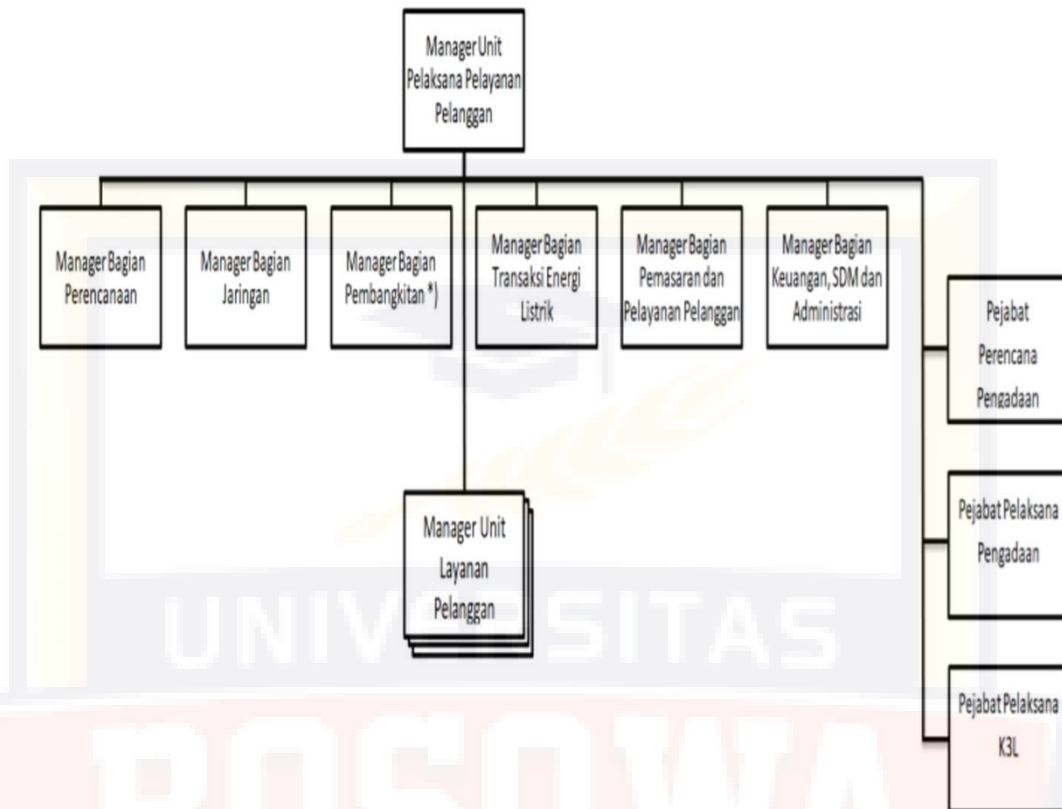 Manager Unit
Pelaksana Pelayanan
Pelanggan
Manager Bagian
Perencanaan
Manager Bagian
Jaringan
Manager Bagian
Pembangkitan *)
Manager Bagian
Transaksi Energi
Listrik
Manager Bagian
Pemasaran dan
Pelayanan Pelanggan
Manager Bagian
Keuangan, SDM dan
Administrasi
Pejabat
Perencana
Pengadaan
Pejabat Pelaksana
Pengadaan
Pejabat Pelaksana
K3L
Manager Unit
Layanan
Pelanggan
UNIVERSITAS
BOSOWA